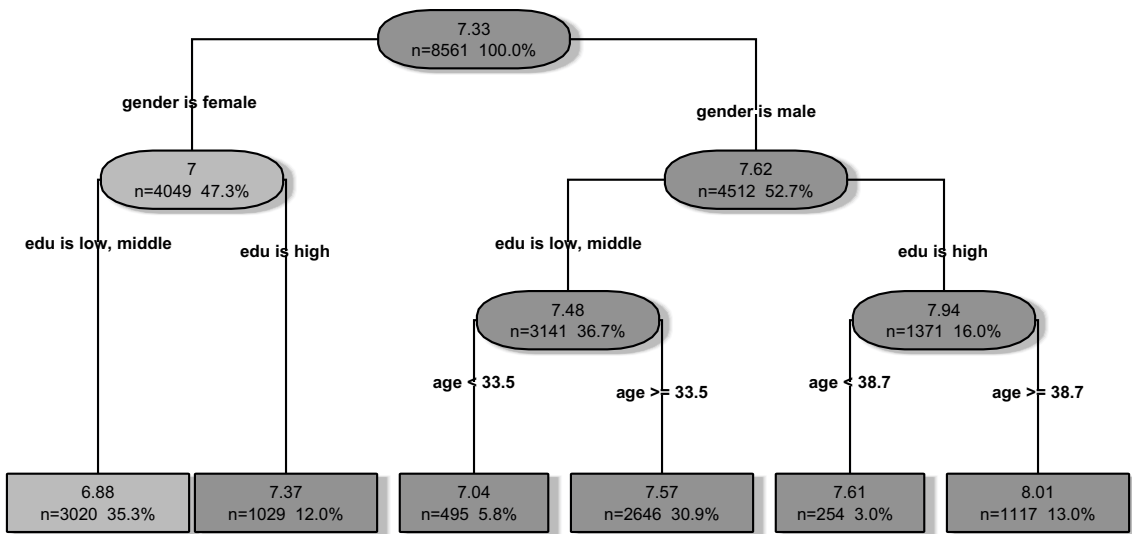 7.33
n=8561 100.0%
gender is female
gender is male
7
n=4049 47.3%
7.62
n=4512 52.7%
edu is low, middle
edu is high
edu is low, middle
edu is high
7.48
n=3141 36.7%
7.94
n=1371 16.0%
age < 33.5
age >= 33.5
age < 38.7
age >= 38.7
6.88
n=3020 35.3%
7.37
n=1029 12.0%
7.04
n=495 5.8%
7.57
n=2646 30.9%
7.61
n=254 3.0%
8.01
n=1117 13.0%